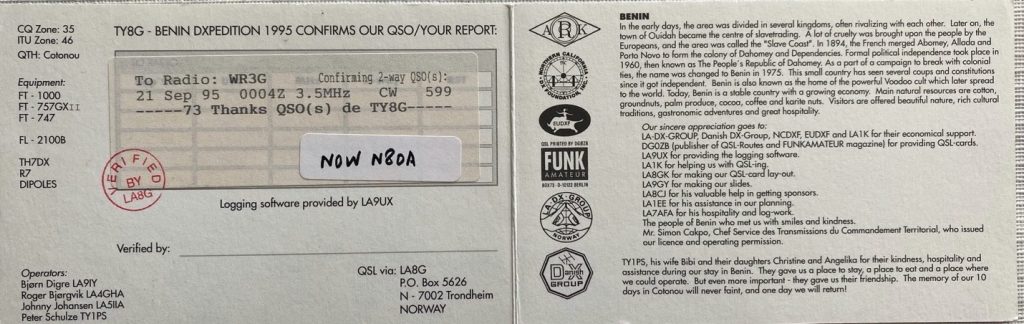 CQ Zone: 35
ITU Zone: 46
QTH: Cotonou
Equipment:
FT - 1000
FT - 757GXII
FT - 747
FL - 2100B
TH7DX
R7
DIPOLES
TY8G - BENIN DXPEDITION 1995 CONFIRMS OUR QSO/YOUR REPORT:
To Radio: WR3G Confirming 2-way QSO(s):
21 Sep 95 0004Z 3.5MHz CW 599
------73 Thanks QSO(s) de TY8G-----
NOW N8OA
VERIFIED
BY
LA8G
Logging software provided by LA9UX
Verified by:
Operators:
Bjørn Digre LA9IY
Roger Bjørgvik LA4GHA
Johnny Johansen LA5IIA
Peter Schulze TY1PS
QSL via: LA8G
P.O. Box 5626
N - 7002 Trondheim
NORWAY
ARK
NORTHERN CALIFORNIA
DX
FOUNDATION
EUDXF
QSL PRINTED BY DG0ZB
FUNK
AMATEUR
BOX73 - D-10122 BERLIN
LA-DX-GROUP
NORWAY
Danish
DX
GROUP
BENIN
In the early days, the area was divided in several kingdoms, often rivalizing with each other. Later on, the
town of Ouidah became the centre of slavetrading. A lot of cruelty was brought upon the people by the
Europeans, and the area was called the "Slave Coast". In 1894, the French merged Abomey, Allada and
Porto Novo to form the colony of Dahomey and Dependencies. Formal political independence took place in
1960, then known as The People´s Republic of Dahomey. As a part of a campaign to break with colonial
ties, the name was changed to Benin in 1975. This small country has seen several coups and constitutions
since it got independent. Benin is also known as the home of the powerful Voodoo cult which later spread
to the world. Today, Benin is a stable country with a growing economy. Main natural resources are cotton,
groundnuts, palm produce, cocoa, coffee and karite nuts. Visitors are offered beautiful nature, rich cultural
traditions, gastronomic adventures and great hospitality.
Our sincere appreciation goes to:
LA-DX-GROUP, Danish DX-Group, NCDXF, EUDXF and LA1K for their economical support.
DG0ZB (publisher of QSL-Routes and FUNKAMATEUR magazine) for providing QSL-cards.
LA9UX for providing the logging software.
LA1K for helping us with QSL-ing.
LA8GK for making our QSL-card lay-out.
LA9GY for making our slides.
LA8CJ for his valuable help in getting sponsors.
LA1EE for his assistance in our planning.
LA7AFA for his hospitality and log-work.
The people of Benin who met us with smiles and kindness.
Mr. Simon Cakpo, Chef Service des Transmissions du Commandement Territorial, who issued
our licence and operating permission.
TY1PS, his wife Bibi and their daughters Christine and Angelika for their kindness, hospitality and
assistance during our stay in Benin. They gave us a place to stay, a place to eat and a place where
we could operate. But even more important - they gave us their friendship. The memory of our 10
days in Cotonou will never faint, and one day we will return!